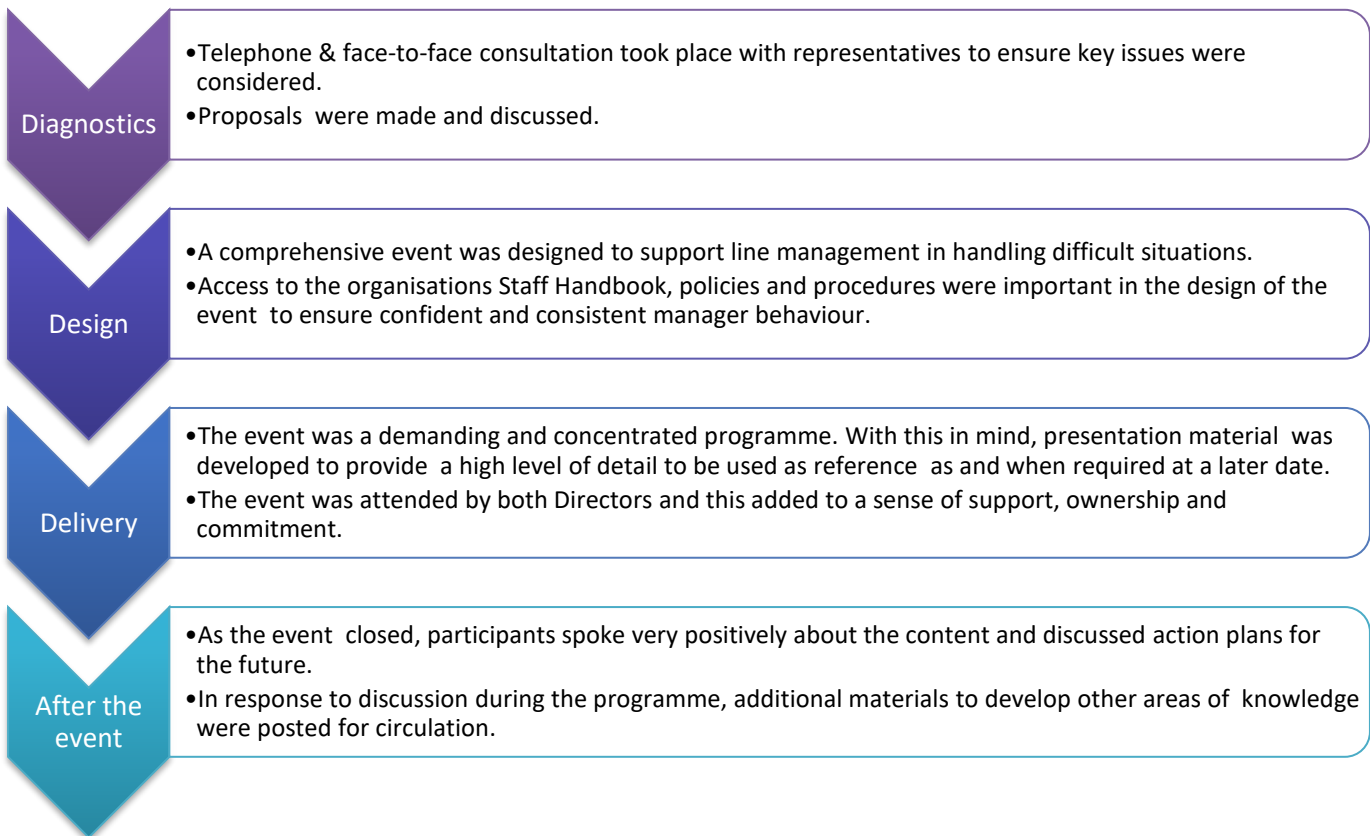 Diagnostics
•Telephone & face-to-face consultation took place with representatives to ensure key issues were
considered.
•Proposals were made and discussed.
Design
•A comprehensive event was designed to support line management in handling difficult situations.
•Access to the organisations Staff Handbook, policies and procedures were important in the design of the
event to ensure confident and consistent manager behaviour.
Delivery
•The event was a demanding and concentrated programme. With this in mind, presentation material was
developed to provide a high level of detail to be used as reference as and when required at a later date.
•The event was attended by both Directors and this added to a sense of support, ownership and
commitment.
After the
event
•As the event closed, participants spoke very positively about the content and discussed action plans for
the future.
•In response to discussion during the programme, additional materials to develop other areas of knowledge
were posted for circulation.